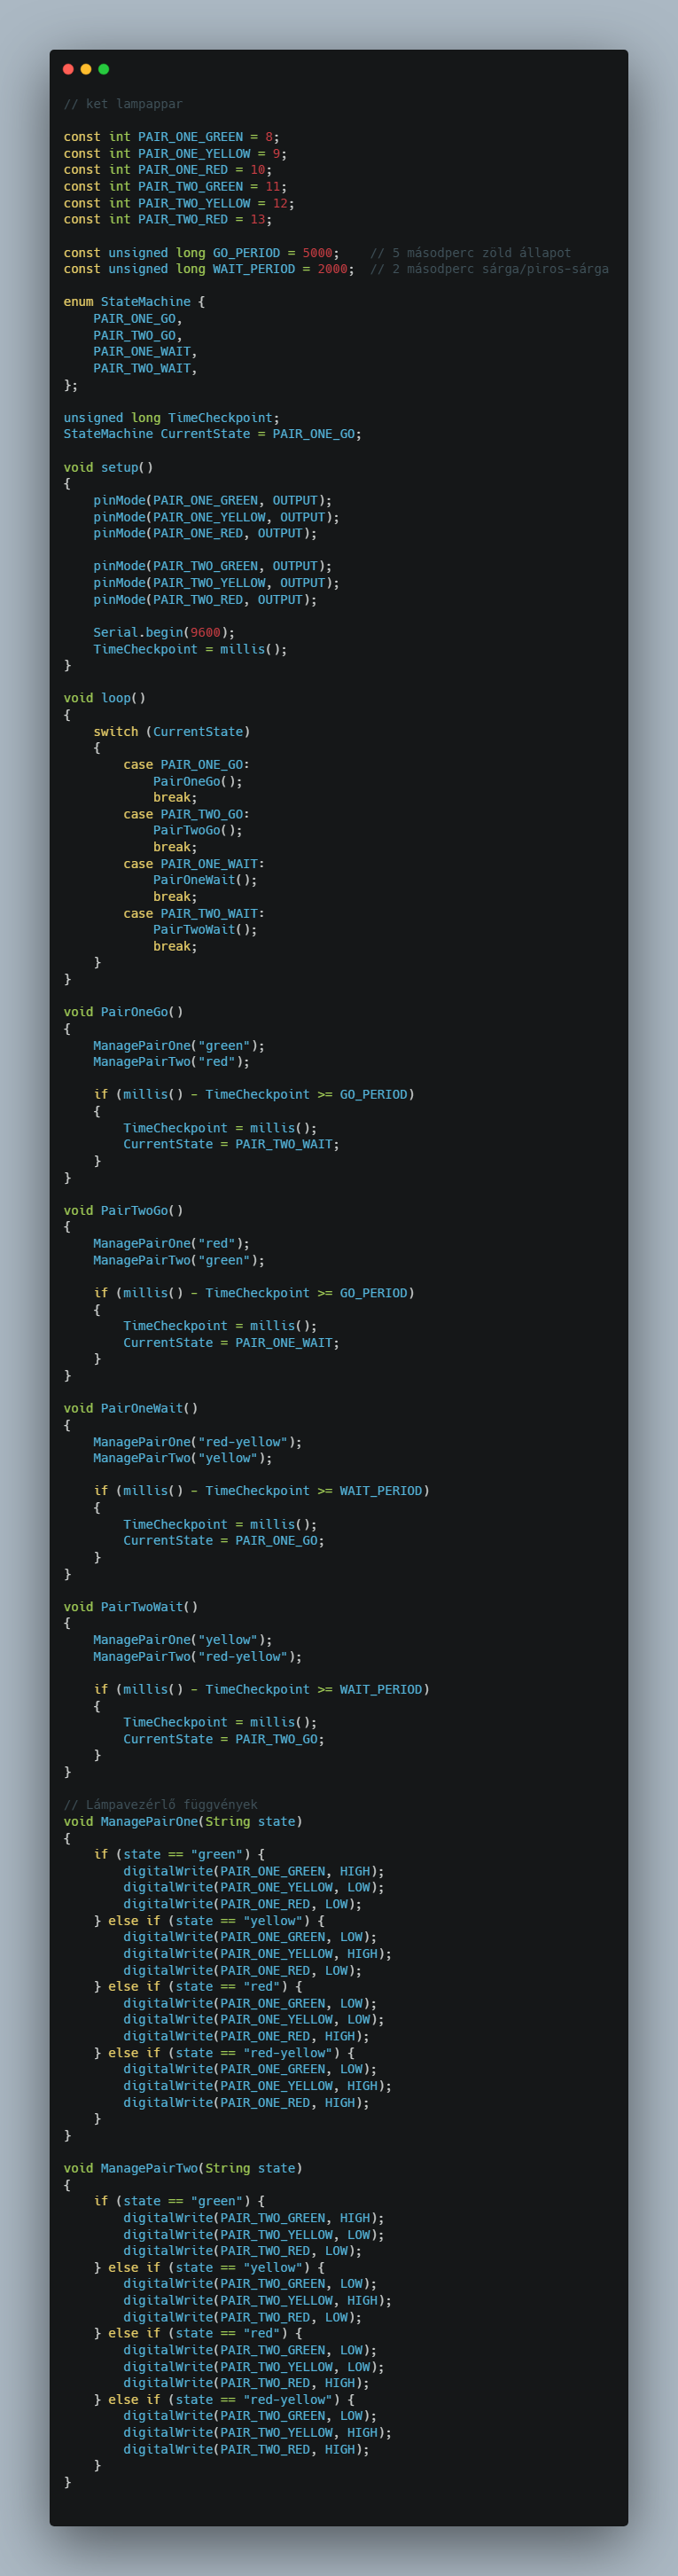 // ket lampappar

const int PAIR_ONE_GREEN = 8;
const int PAIR_ONE_YELLOW = 9;
const int PAIR_ONE_RED = 10;
const int PAIR_TWO_GREEN = 11;
const int PAIR_TWO_YELLOW = 12;
const int PAIR_TWO_RED = 13;

const unsigned long GO_PERIOD = 5000;    // 5 másodperc zöld állapot
const unsigned long WAIT_PERIOD = 2000;  // 2 másodperc sárga/piros-sárga

enum StateMachine {
    PAIR_ONE_GO,
    PAIR_TWO_GO,
    PAIR_ONE_WAIT,
    PAIR_TWO_WAIT,
};

unsigned long TimeCheckpoint;
StateMachine CurrentState = PAIR_ONE_GO;

void setup()
{
    pinMode(PAIR_ONE_GREEN, OUTPUT);
    pinMode(PAIR_ONE_YELLOW, OUTPUT);
    pinMode(PAIR_ONE_RED, OUTPUT);

    pinMode(PAIR_TWO_GREEN, OUTPUT);
    pinMode(PAIR_TWO_YELLOW, OUTPUT);
    pinMode(PAIR_TWO_RED, OUTPUT);

    Serial.begin(9600);
    TimeCheckpoint = millis();
}

void loop()
{
    switch (CurrentState)
    {
        case PAIR_ONE_GO:
            PairOneGo();
            break;
        case PAIR_TWO_GO:
            PairTwoGo();
            break;
        case PAIR_ONE_WAIT:
            PairOneWait();
            break;
        case PAIR_TWO_WAIT:
            PairTwoWait();
            break;
    }
}

void PairOneGo()
{
    ManagePairOne("green");
    ManagePairTwo("red");

    if (millis() - TimeCheckpoint >= GO_PERIOD)
    {
        TimeCheckpoint = millis();
        CurrentState = PAIR_TWO_WAIT;
    }
}

void PairTwoGo()
{
    ManagePairOne("red");
    ManagePairTwo("green");

    if (millis() - TimeCheckpoint >= GO_PERIOD)
    {
        TimeCheckpoint = millis();
        CurrentState = PAIR_ONE_WAIT;
    }
}

void PairOneWait()
{
    ManagePairOne("red-yellow");
    ManagePairTwo("yellow");

    if (millis() - TimeCheckpoint >= WAIT_PERIOD)
    {
        TimeCheckpoint = millis();
        CurrentState = PAIR_ONE_GO;
    }
}

void PairTwoWait()
{
    ManagePairOne("yellow");
    ManagePairTwo("red-yellow");

    if (millis() - TimeCheckpoint >= WAIT_PERIOD)
    {
        TimeCheckpoint = millis();
        CurrentState = PAIR_TWO_GO;
    }
}

// Lámpavezérlő függvények
void ManagePairOne(String state)
{
    if (state == "green") {
        digitalWrite(PAIR_ONE_GREEN, HIGH);
        digitalWrite(PAIR_ONE_YELLOW, LOW);
        digitalWrite(PAIR_ONE_RED, LOW);
    } else if (state == "yellow") {
        digitalWrite(PAIR_ONE_GREEN, LOW);
        digitalWrite(PAIR_ONE_YELLOW, HIGH);
        digitalWrite(PAIR_ONE_RED, LOW);
    } else if (state == "red") {
        digitalWrite(PAIR_ONE_GREEN, LOW);
        digitalWrite(PAIR_ONE_YELLOW, LOW);
        digitalWrite(PAIR_ONE_RED, HIGH);
    } else if (state == "red-yellow") {
        digitalWrite(PAIR_ONE_GREEN, LOW);
        digitalWrite(PAIR_ONE_YELLOW, HIGH);
        digitalWrite(PAIR_ONE_RED, HIGH);
    }
}

void ManagePairTwo(String state)
{
    if (state == "green") {
        digitalWrite(PAIR_TWO_GREEN, HIGH);
        digitalWrite(PAIR_TWO_YELLOW, LOW);
        digitalWrite(PAIR_TWO_RED, LOW);
    } else if (state == "yellow") {
        digitalWrite(PAIR_TWO_GREEN, LOW);
        digitalWrite(PAIR_TWO_YELLOW, HIGH);
        digitalWrite(PAIR_TWO_RED, LOW);
    } else if (state == "red") {
        digitalWrite(PAIR_TWO_GREEN, LOW);
        digitalWrite(PAIR_TWO_YELLOW, LOW);
        digitalWrite(PAIR_TWO_RED, HIGH);
    } else if (state == "red-yellow") {
        digitalWrite(PAIR_TWO_GREEN, LOW);
        digitalWrite(PAIR_TWO_YELLOW, HIGH);
        digitalWrite(PAIR_TWO_RED, HIGH);
    }
}